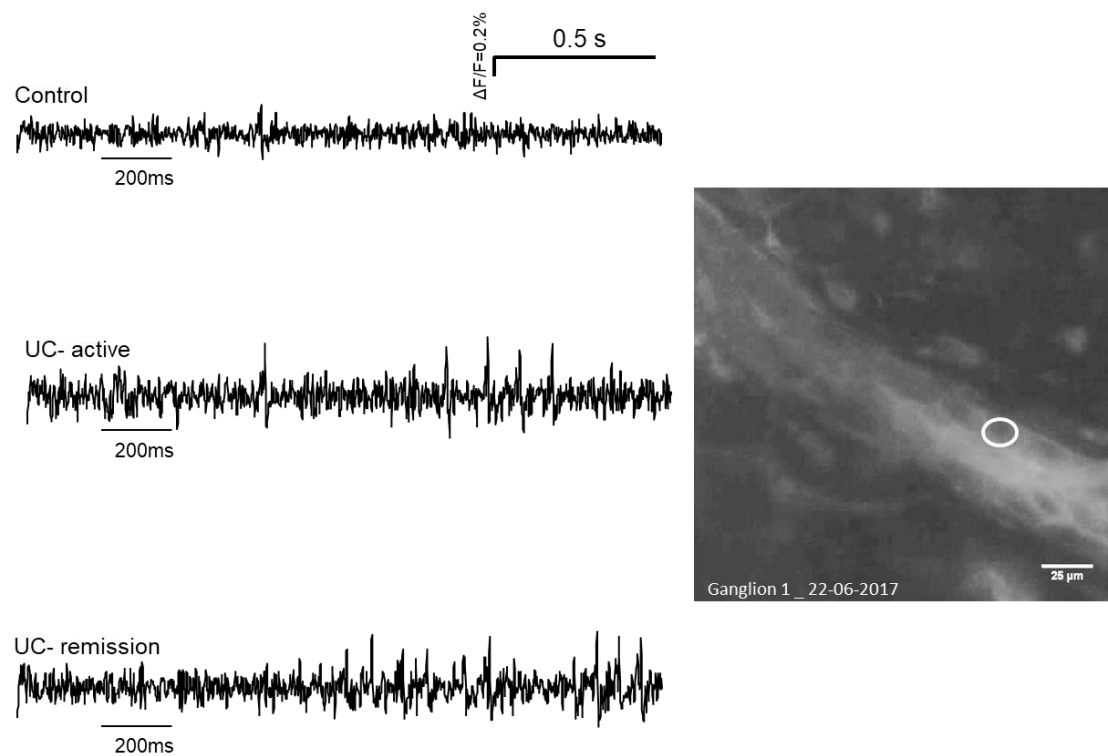 ΔF/F=0.2%
0.5 s
Control
200ms
UC- active
200ms
UC- remission
200ms
25 µm
Ganglion 1 _ 22-06-2017